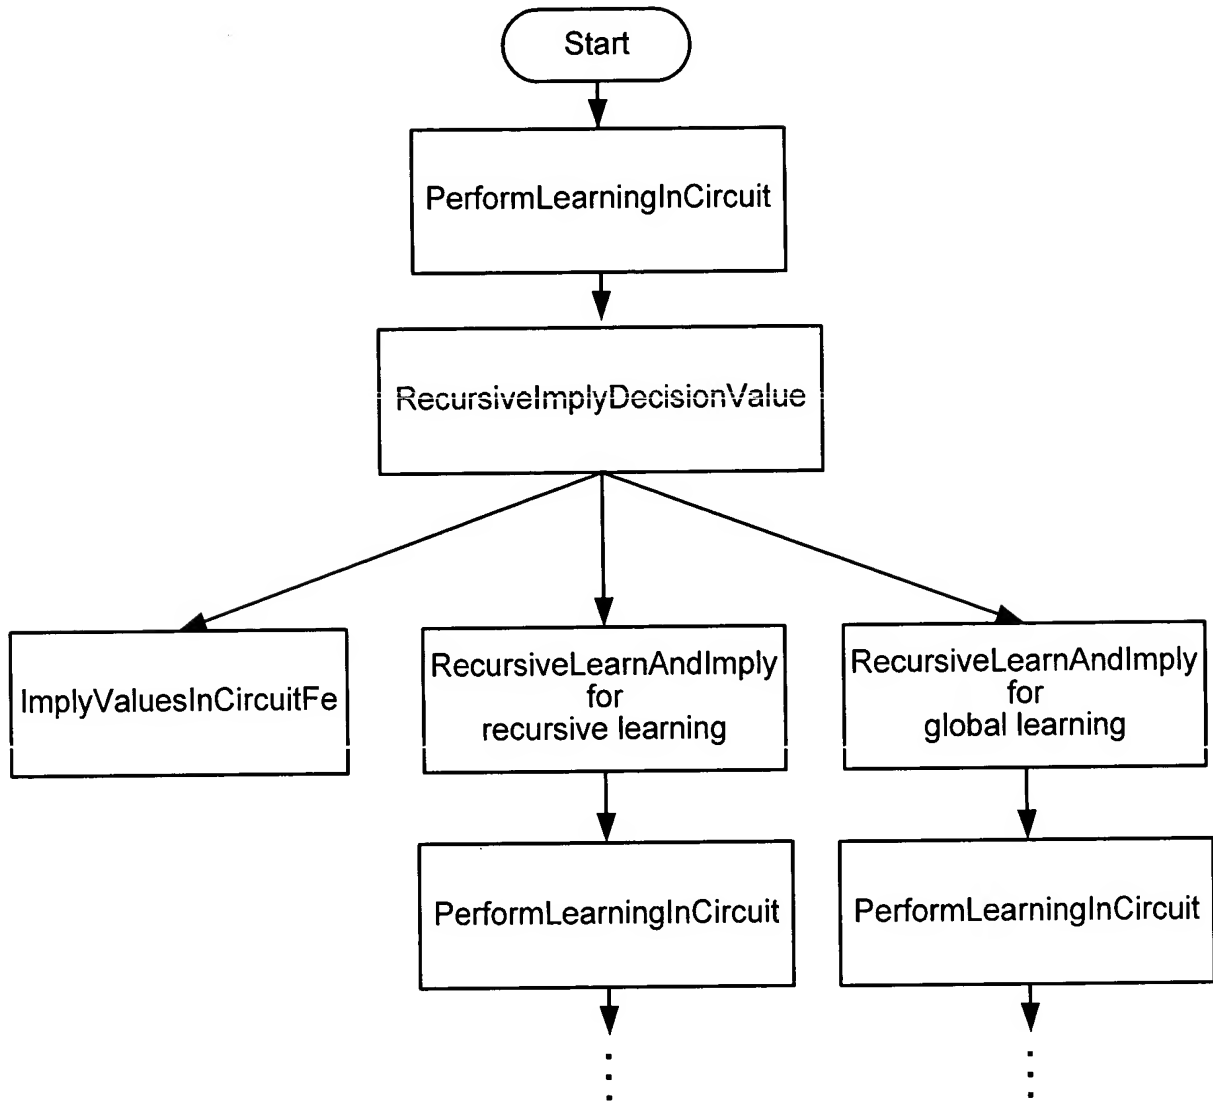 Start
PerformLearningInCircuit
RecursiveImplyDecisionValue
ImplyValuesInCircuitFe
RecursiveLearnAndImply
for
recursive learning
RecursiveLearnAndImply
for
global learning
PerformLearningInCircuit
PerformLearningInCircuit